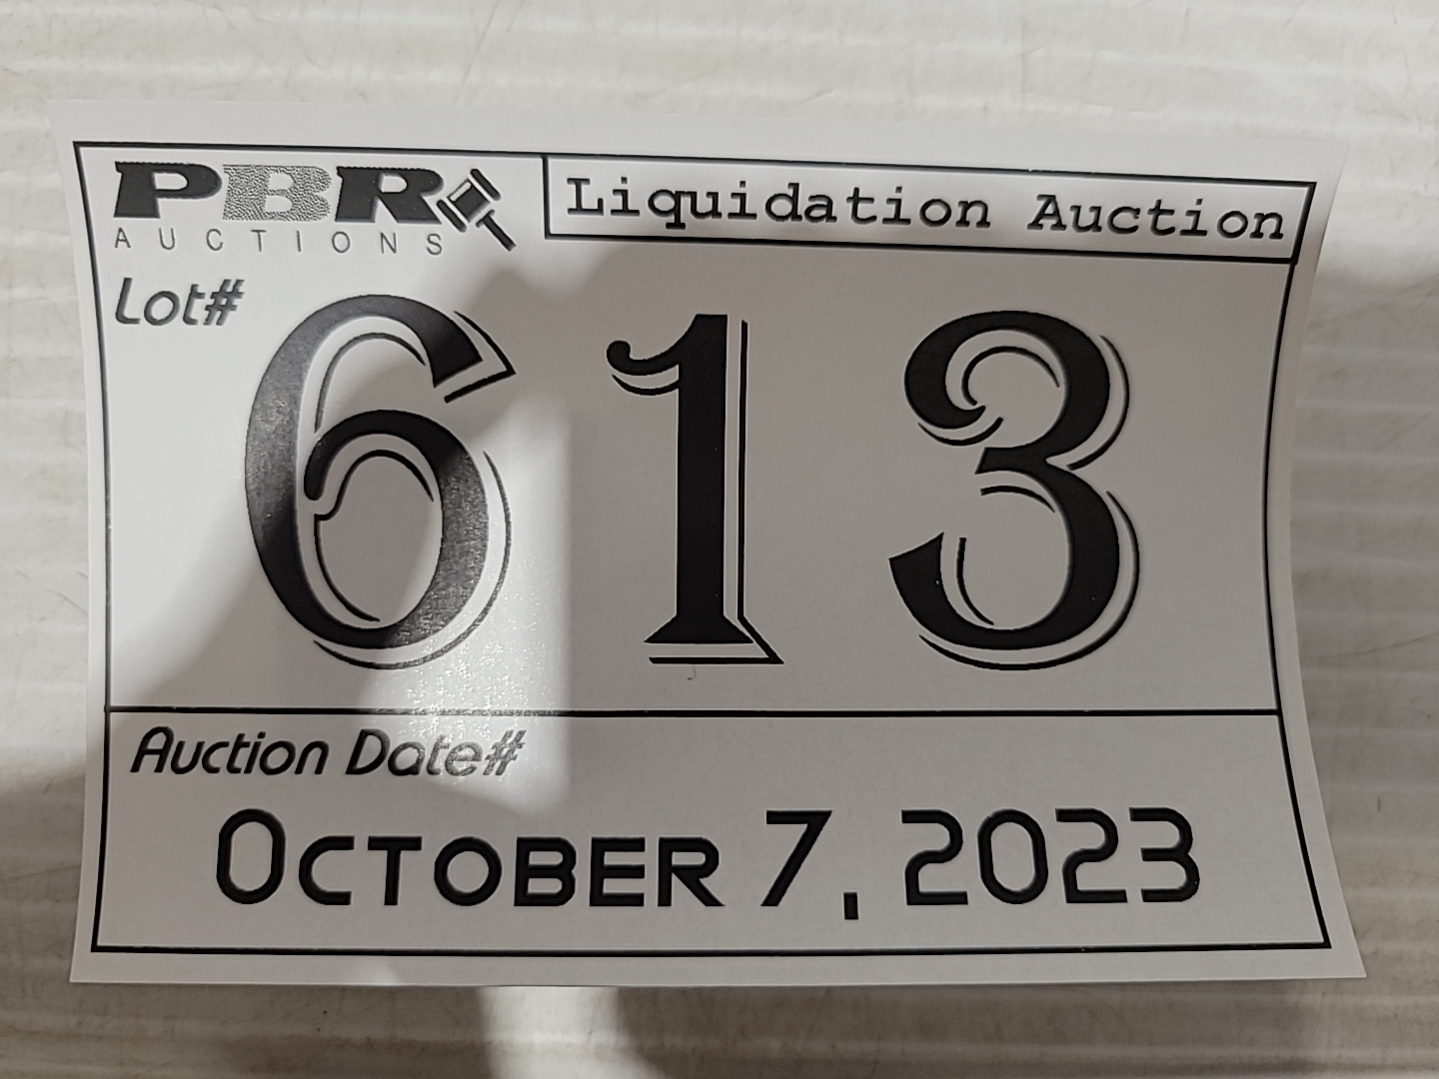 PBR
AUCTIONS
Liquidation Auction
Lot#
613
Auction Date#
OCTOBER 7, 2023